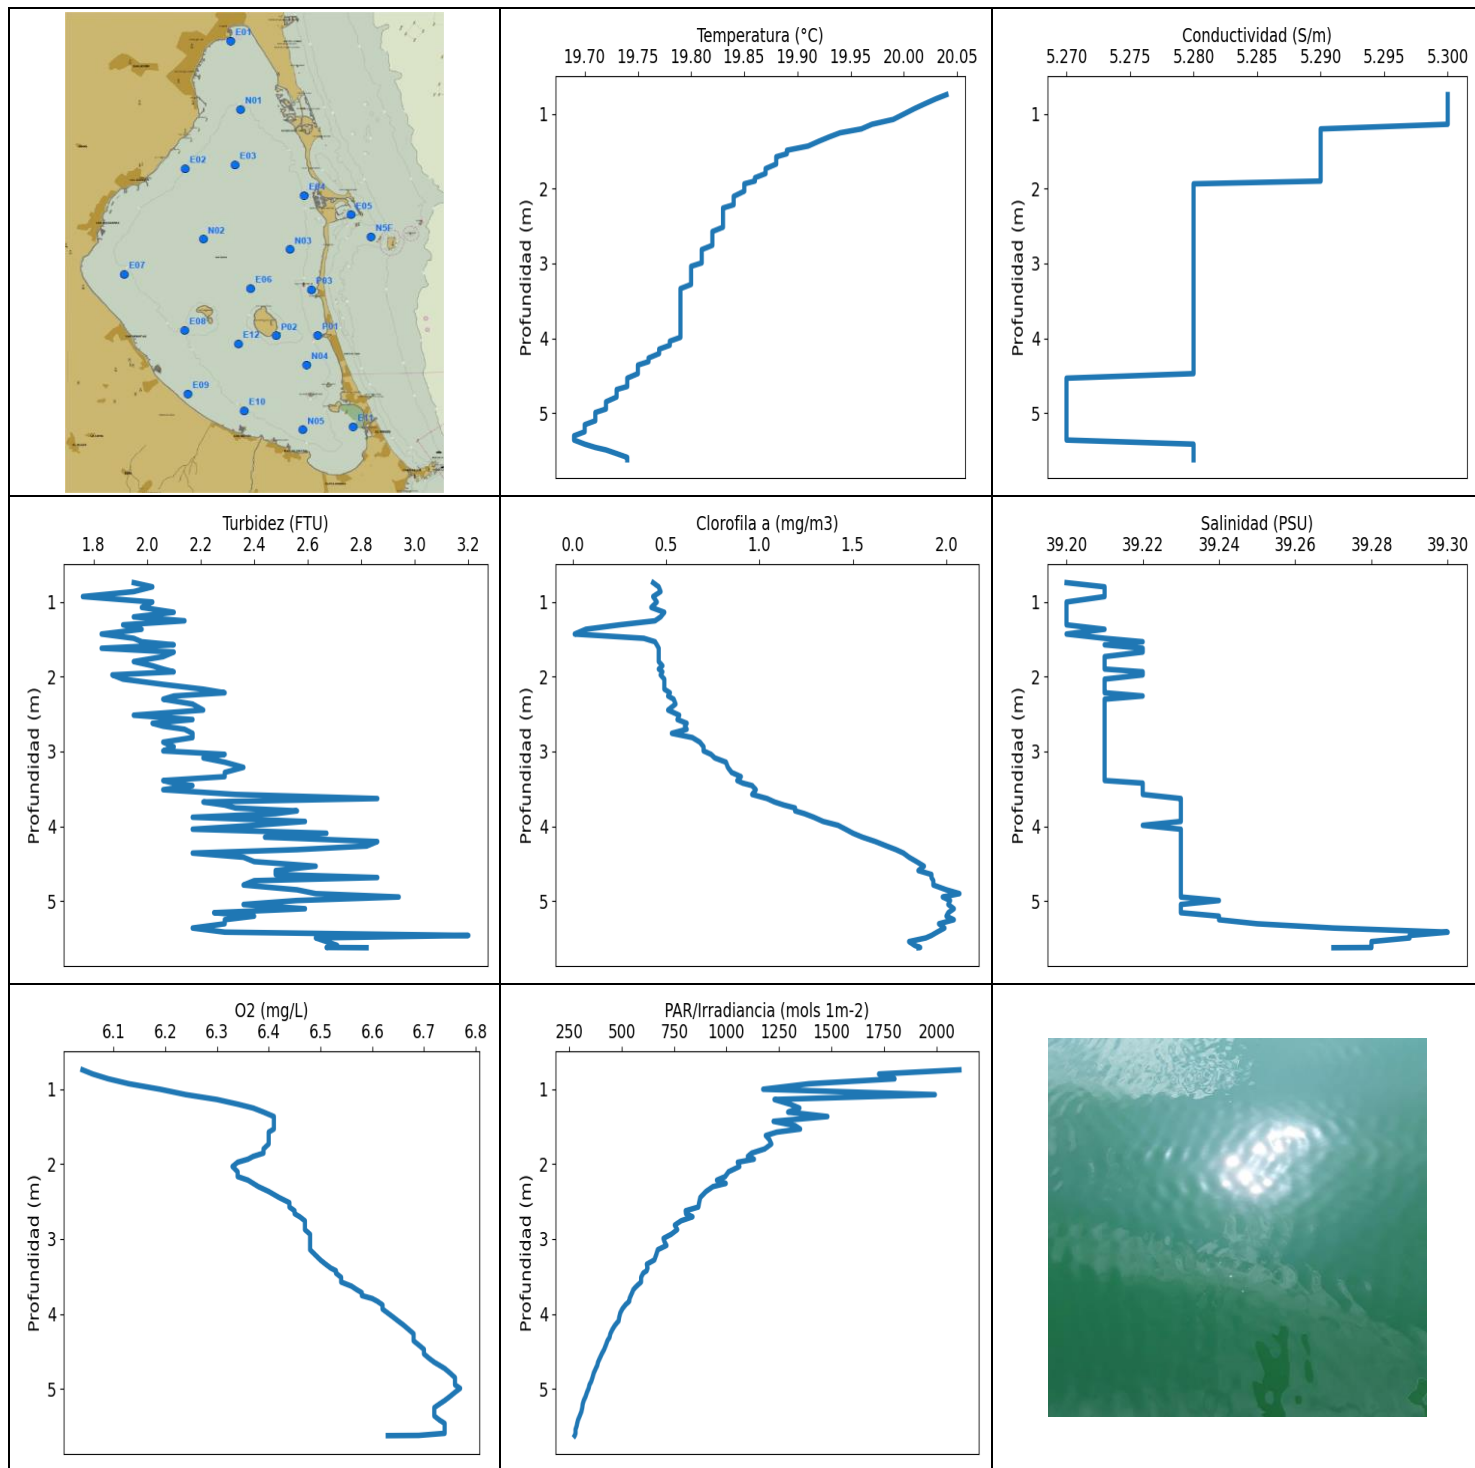 E01
N01
E02
E03
E04
E05
N5F
N02
N03
E07
E06
P03
E08
P02
P01
E12
N04
E09
E10
N05
E11
Temperatura (°C)
19.70 19.75 19.80 19.85 19.90 19.95 20.00 20.05
Profundidad (m)
1
2
3
4
5
Conductividad (S/m)
5.270 5.275 5.280 5.285 5.290 5.295 5.300
Profundidad (m)
1
2
3
4
5
Turbidez (FTU)
1.8 2.0 2.2 2.4 2.6 2.8 3.0 3.2
Profundidad (m)
1
2
3
4
5
Clorofila a (mg/m3)
0.0 0.5 1.0 1.5 2.0
Profundidad (m)
1
2
3
4
5
Salinidad (PSU)
39.20 39.22 39.24 39.26 39.28 39.30
Profundidad (m)
1
2
3
4
5
O2 (mg/L)
6.1 6.2 6.3 6.4 6.5 6.6 6.7 6.8
Profundidad (m)
1
2
3
4
5
PAR/Irradiancia (mols 1m-2)
250 500 750 1000 1250 1500 1750 2000
Profundidad (m)
1
2
3
4
5